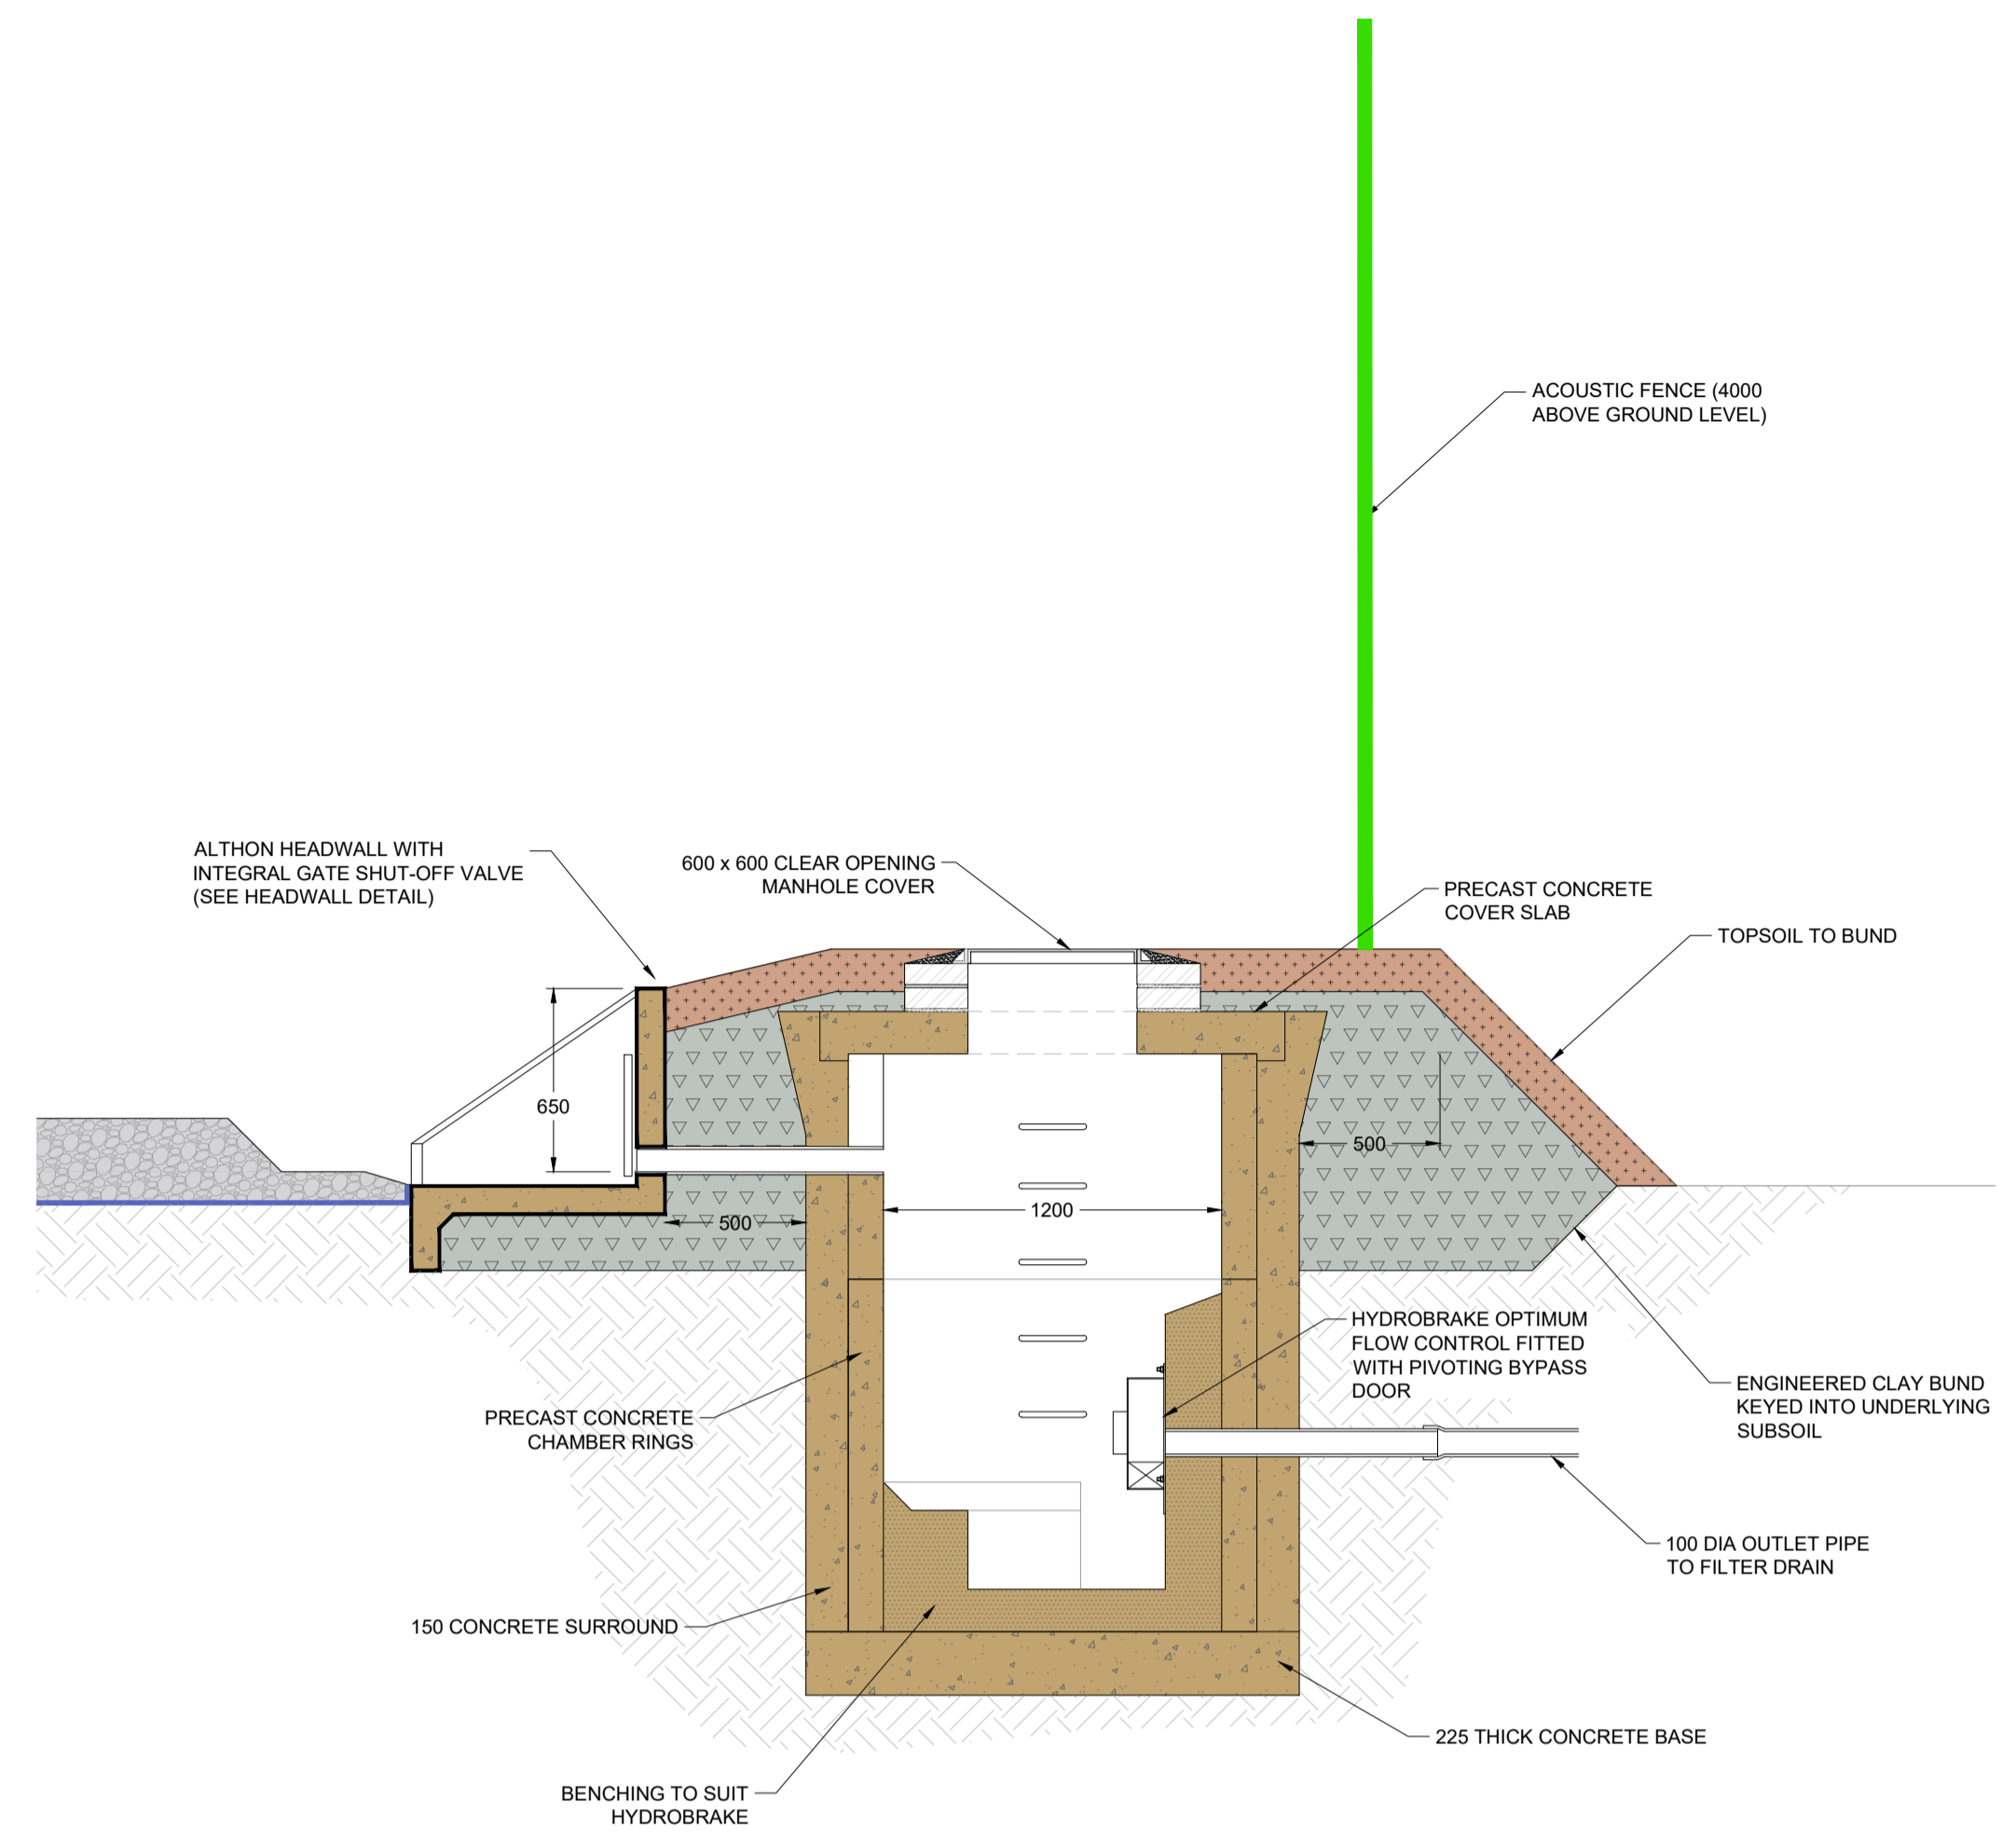 ACOUSTIC FENCE (4000
ABOVE GROUND LEVEL)
ALTHON HEADWALL WITH
INTEGRAL GATE SHUT-OFF VALVE
(SEE HEADWALL DETAIL)
600 x 600 CLEAR OPENING
MANHOLE COVER
PRECAST CONCRETE
COVER SLAB
TOPSOIL TO BUND
650
500
500
1200
HYDROBRAKE OPTIMUM
FLOW CONTROL FITTED
WITH PIVOTING BYPASS
DOOR
ENGINEERED CLAY BUND
KEYED INTO UNDERLYING
SUBSOIL
PRECAST CONCRETE
CHAMBER RINGS
100 DIA OUTLET PIPE
TO FILTER DRAIN
150 CONCRETE SURROUND
225 THICK CONCRETE BASE
BENCHING TO SUIT
HYDROBRAKE